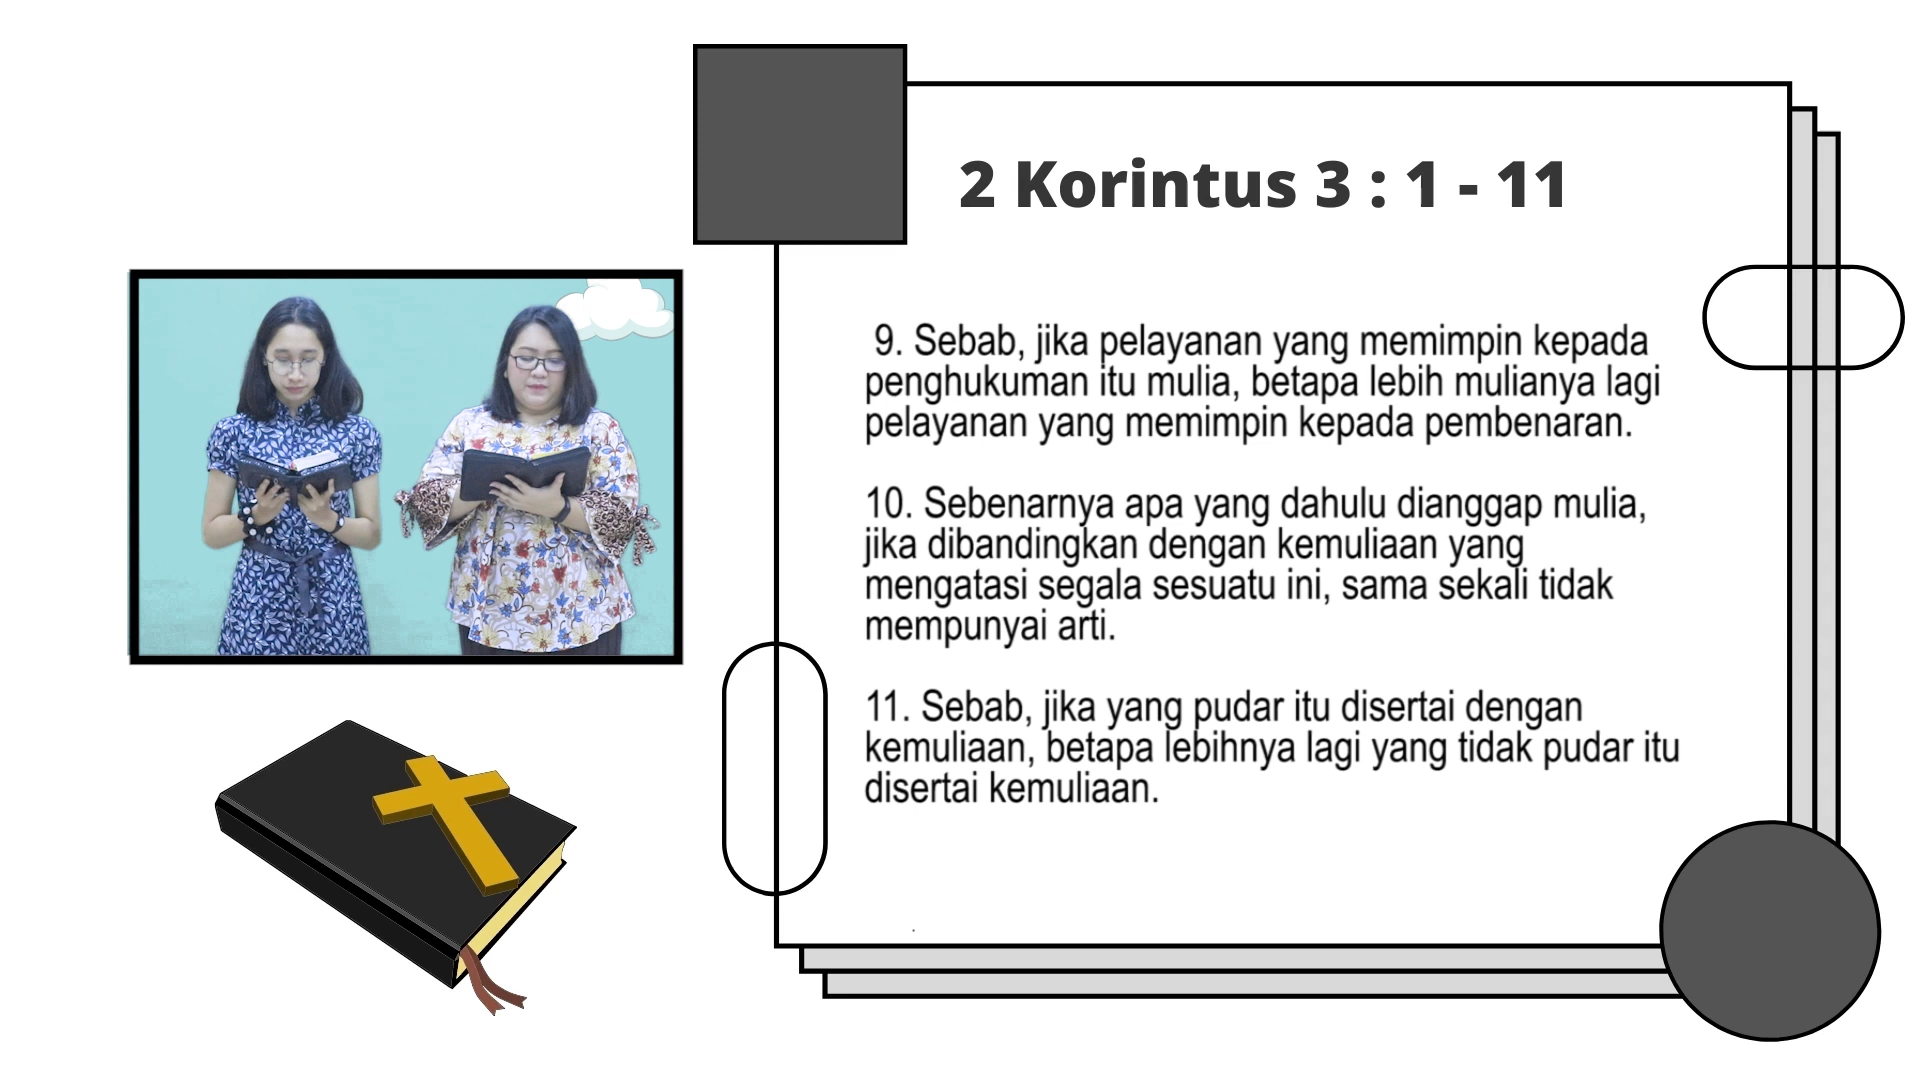 2 Korintus 3 : 1 - 11
9. Sebab, jika pelayanan yang memimpin kepada
penghukuman itu mulia, betapa lebih mulianya lagi
pelayanan yang memimpin kepada pembenaran.
10. Sebenarnya apa yang dahulu dianggap mulia,
jika dibandingkan dengan kemuliaan yang
mengatasi segala sesuatu ini, sama sekali tidak
mempunyai arti.
11. Sebab, jika yang pudar itu disertai dengan
kemuliaan, betapa lebihnya lagi yang tidak pudar itu
disertai kemuliaan.